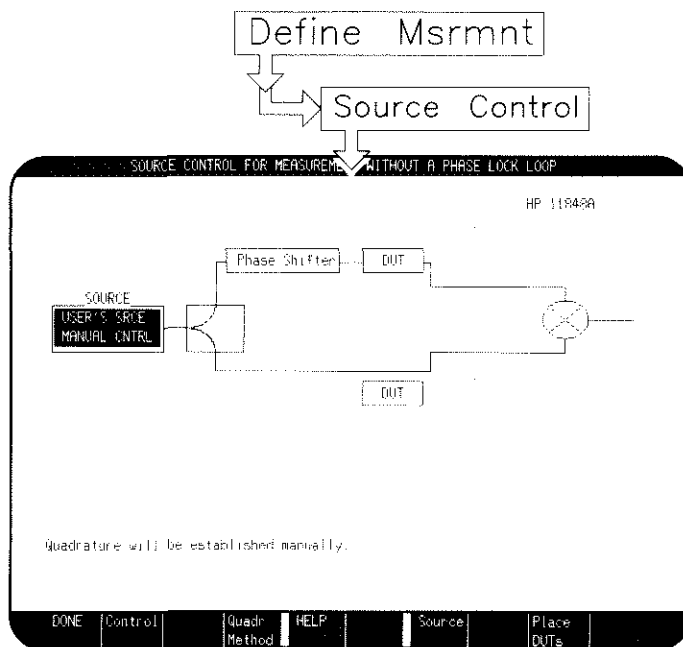 Define Msrmnt
Source Control
SOURCE CONTROL FOR MEASUREME WITHOUT A PHASE LOCK LOOP
HP 11848A
Phase Shifter
DUT
SOURCE
USER'S SRCE
MANUAL CNTRL
DUT
Quadrature will be established manually.
DONE Control Quadr Method HELP Source Place DUTs